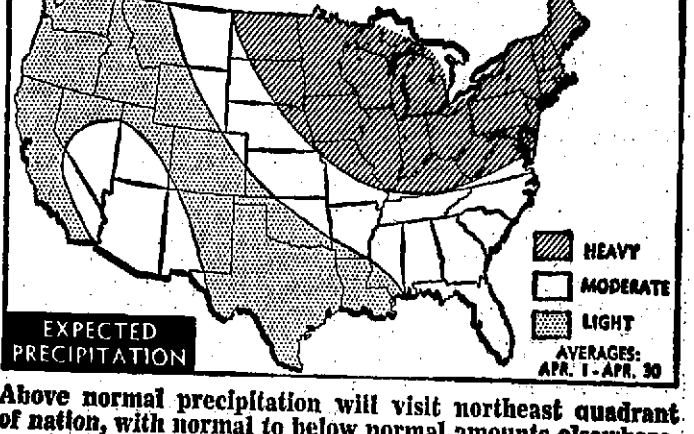 HEAVY
MODERATE
LIGHT
AVERAGES:
APR. 1 - APR. 30
EXPECTED
PRECIPITATION
Above normal precipitation will visit northeast quadrant
of nation, with normal to below normal amounts elsewhere.